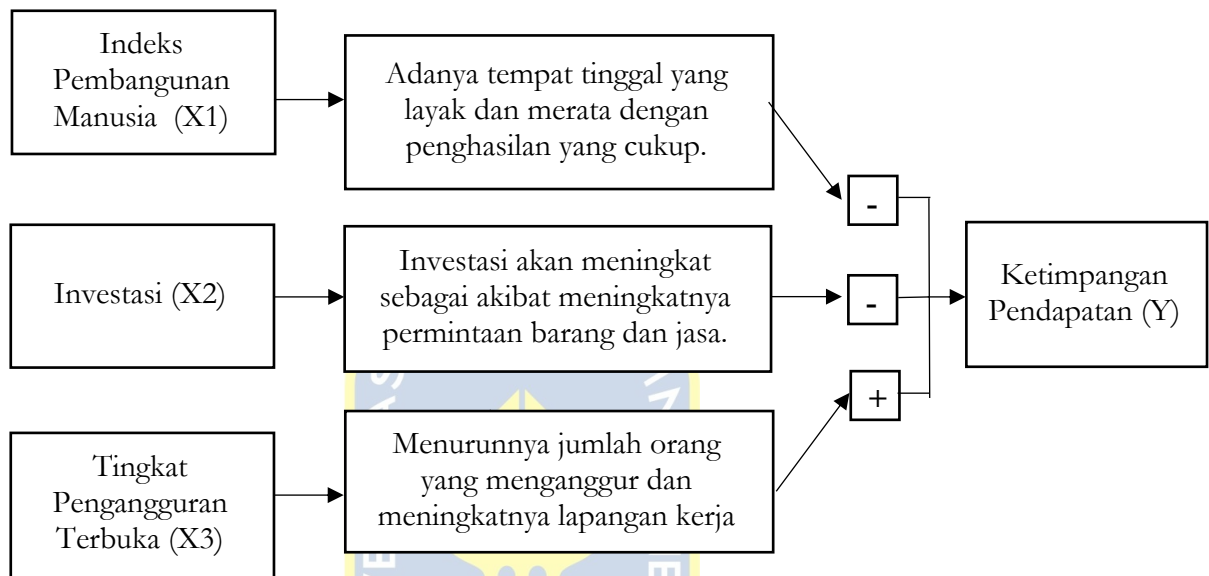 Indeks
Pembangunan
Manusia (X1)
Adanya tempat tinggal yang
layak dan merata dengan
penghasilan yang cukup.
-
Investasi (X2)
Investasi akan meningkat
sebagai akibat meningkatnya
permintaan barang dan jasa.
-
Ketimpangan
Pendapatan (Y)
Tingkat
Pengangguran
Terbuka (X3)
Menurunnya jumlah orang
yang menganggur dan
meningkatnya lapangan kerja
+